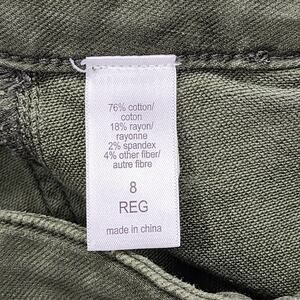 76% cotton/
coton
18% rayon/
rayonne
2% spandex
4% other fiber/
autre fibre
8
REG
made in china